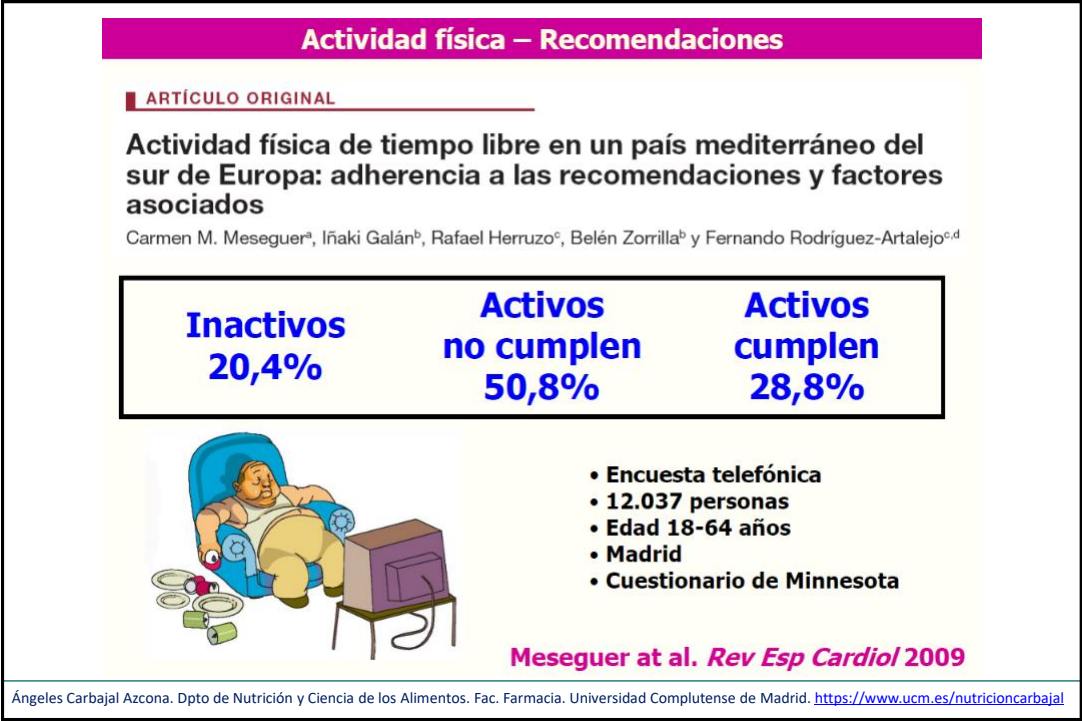 Actividad física – Recomendaciones
ARTÍCULO ORIGINAL
Actividad física de tiempo libre en un país mediterráneo del
sur de Europa: adherencia a las recomendaciones y factores
asociados
Carmen M. Meseguera, Iñaki Galánb, Rafael Herruzoc, Belén Zorrillab y Fernando Rodríguez-Artalejoc,d
Inactivos
20,4%
Activos
no cumplen
50,8%
Activos
cumplen
28,8%
• Encuesta telefónica
• 12.037 personas
• Edad 18-64 años
• Madrid
• Cuestionario de Minnesota
Meseguer at al. Rev Esp Cardiol 2009
Ángeles Carbajal Azcona. Dpto de Nutrición y Ciencia de los Alimentos. Fac. Farmacia. Universidad Complutense de Madrid. https://www.ucm.es/nutricioncarbajal